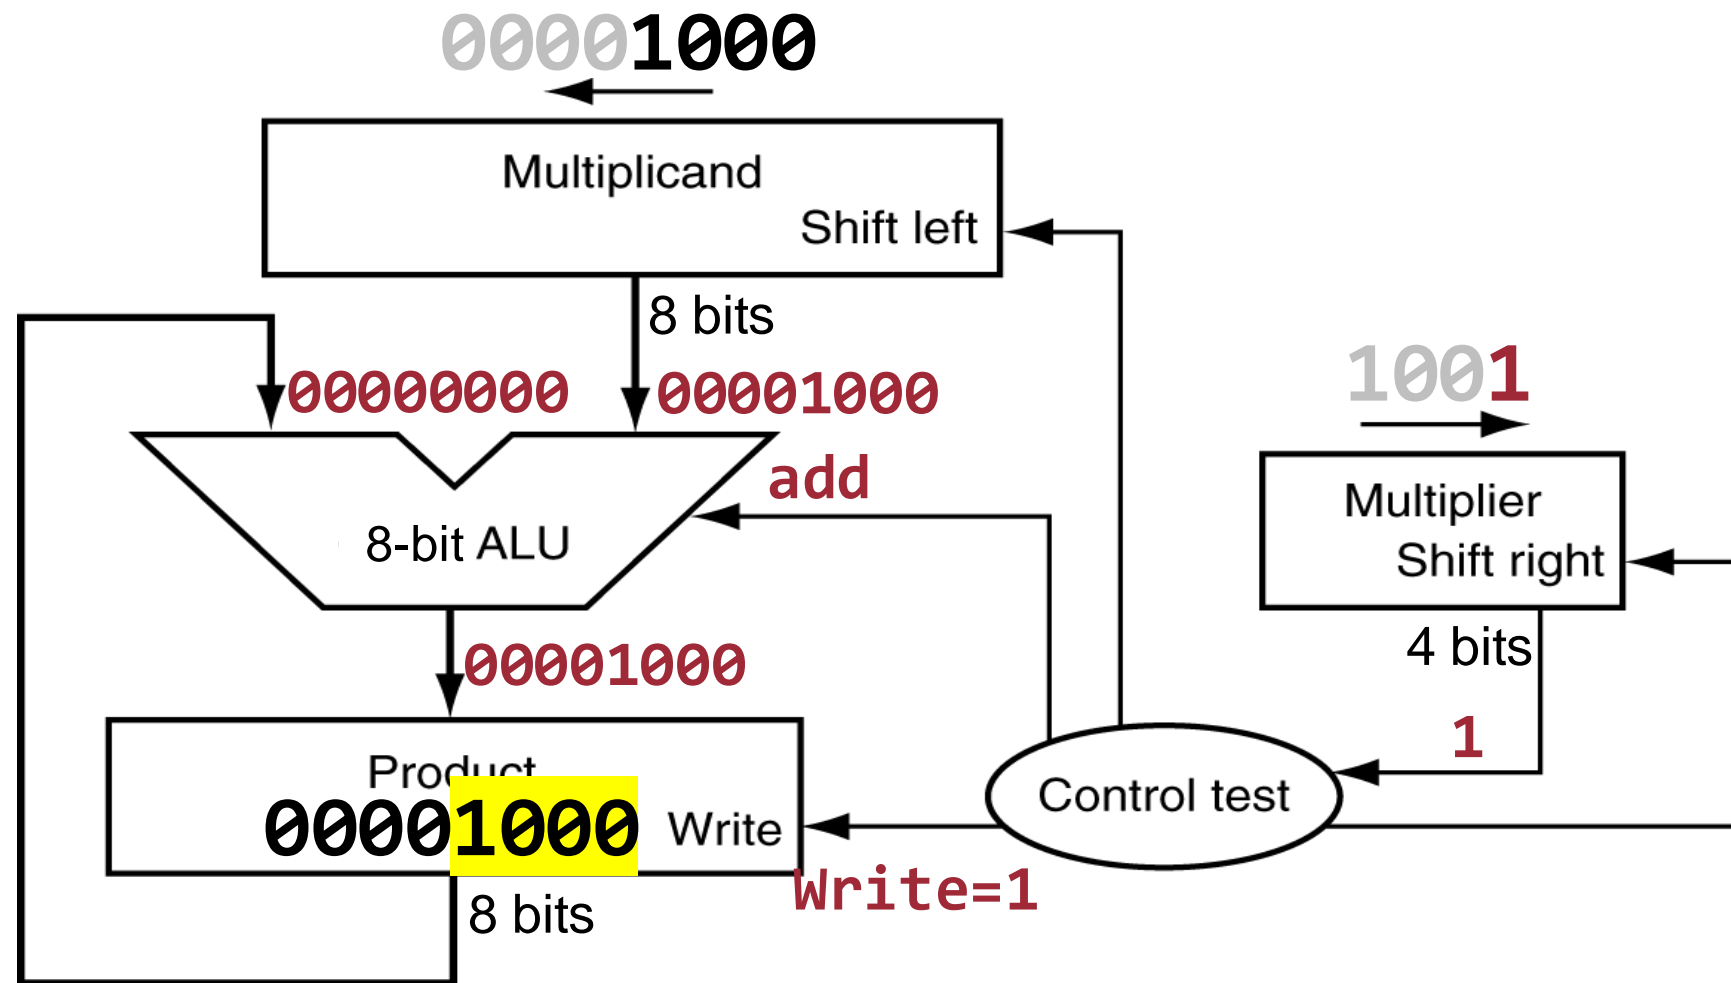 00001000
Multiplicand
Shift left
8 bits
00000000
00001000
1001
add
Multiplier
Shift right
8-bit ALU
4 bits
00001000
1
Product
00001000
Write
Control test
Write=1
8 bits